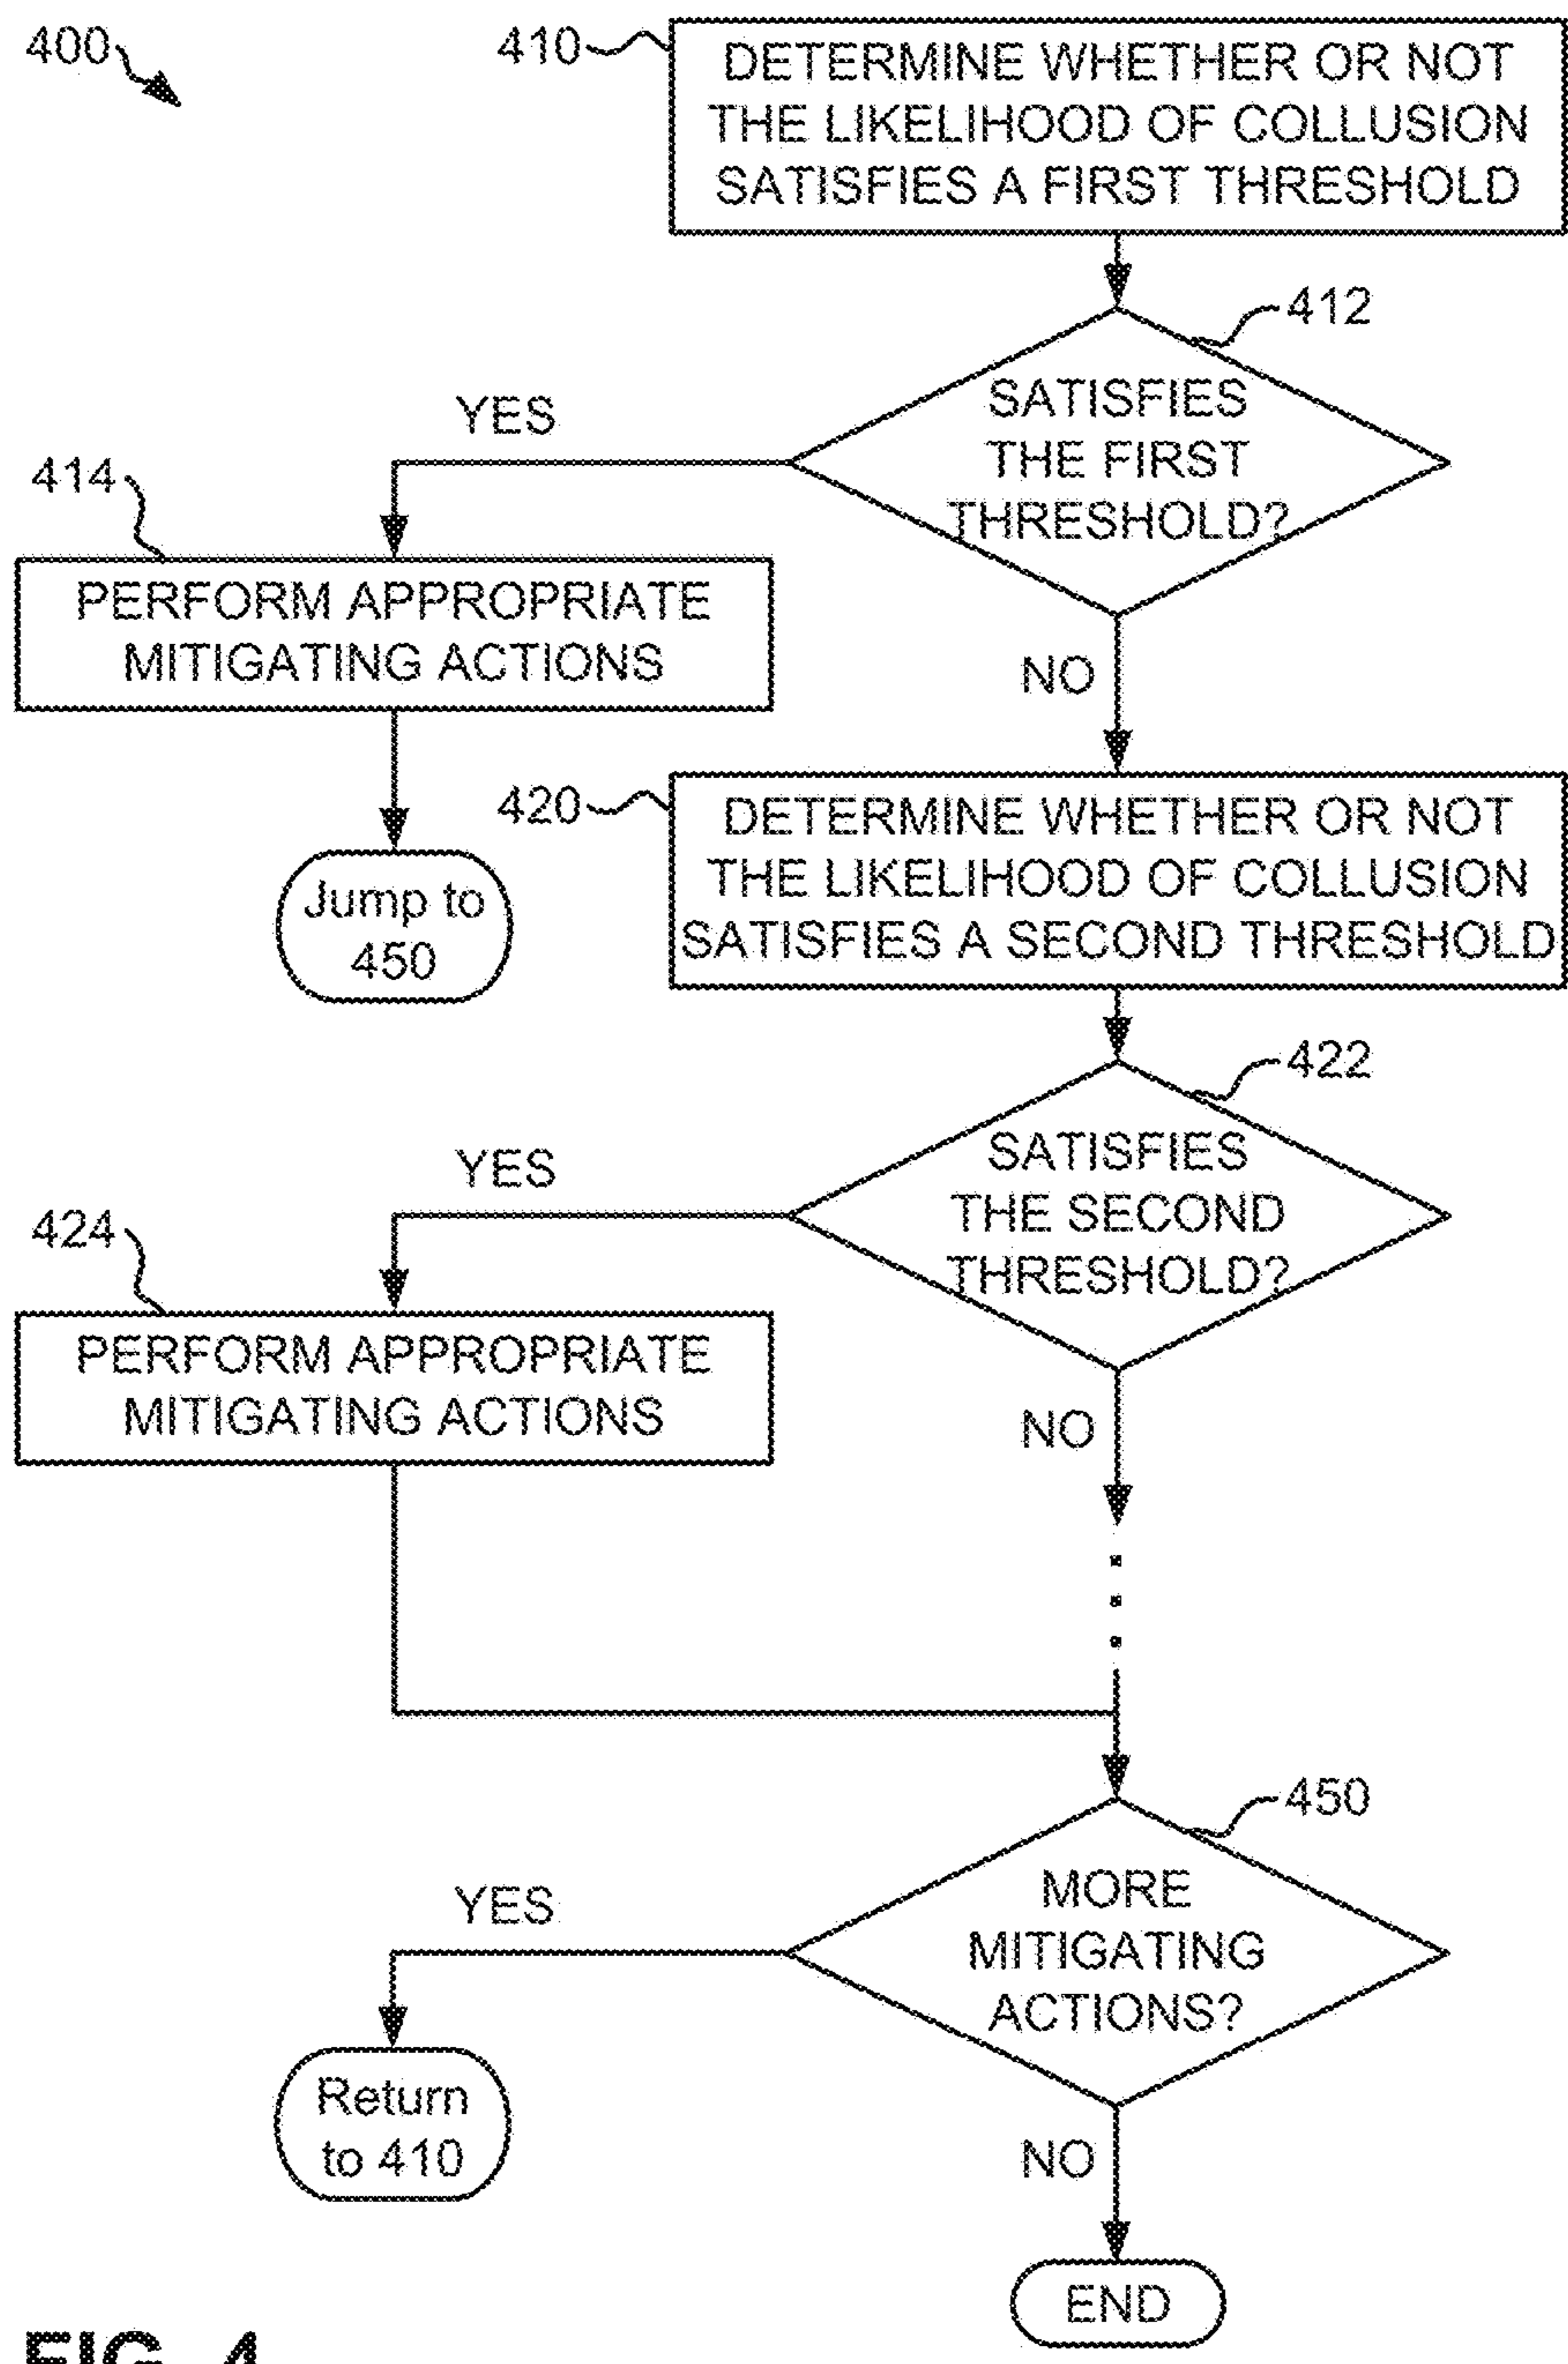 400
410
DETERMINE WHETHER OR NOT
THE LIKELIHOOD OF COLLUSION
SATISFIES A FIRST THRESHOLD
412
SATISFIES
THE FIRST
THRESHOLD?
YES
414
PERFORM APPROPRIATE
MITIGATING ACTIONS
NO
Jump to
450
420
DETERMINE WHETHER OR NOT
THE LIKELIHOOD OF COLLUSION
SATISFIES A SECOND THRESHOLD
422
SATISFIES
THE SECOND
THRESHOLD?
YES
424
PERFORM APPROPRIATE
MITIGATING ACTIONS
NO
450
MORE
MITIGATING
ACTIONS?
YES
Return
to 410
NO
END
FIG. 4